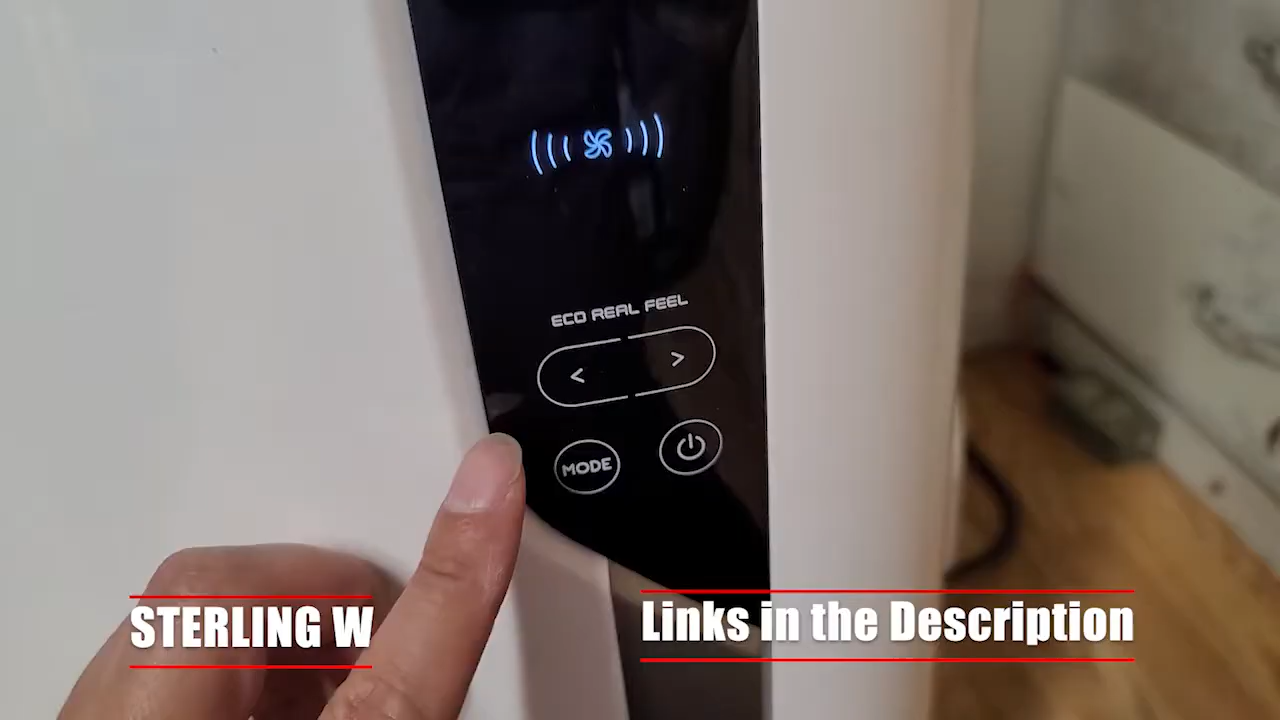 ECO REAL FEEL
< >
MODE
STERLING W
Links in the Description